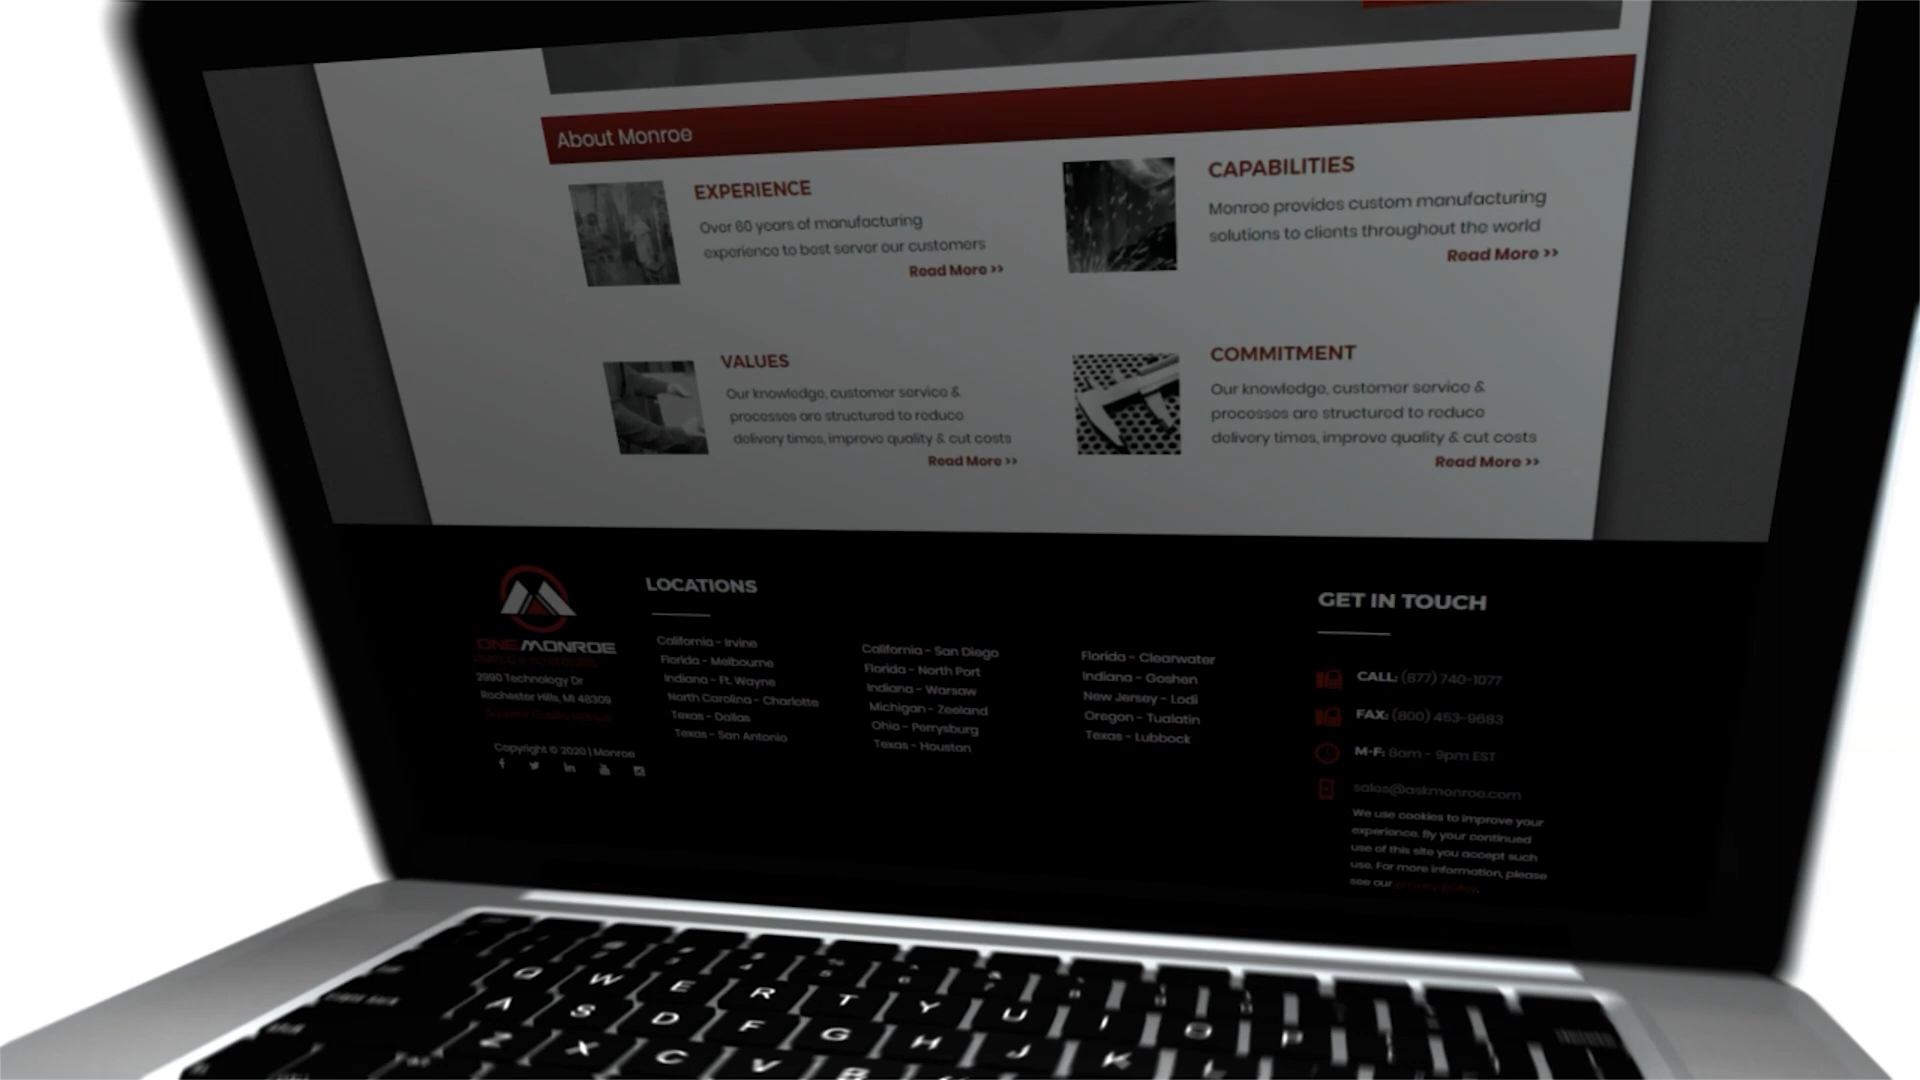 About Monroe
EXPERIENCE
Over 60 years of manufacturing
experience to best server our customers
Read More >>
CAPABILITIES
Monroe provides custom manufacturing
solutions to clients throughout the world
Read More >>
VALUES
Our knowledge, customer service &
processes are structured to reduce
delivery times, improve quality & cut costs
Read More >>
COMMITMENT
Our knowledge, customer service &
processes are structured to reduce
delivery times, improve quality & cut costs
Read More >>
ONEMONROE
2990 Technology Dr
Rochester Hills, MI 48309
Copyright © 2020 | Monroe
LOCATIONS
California - Irvine
Florida - Melbourne
Indiana - Ft. Wayne
North Carolina - Charlotte
Texas - Dallas
Texas - San Antonio
California - San Diego
Florida - North Port
Indiana - Warsaw
Michigan - Zeeland
Ohio - Perrysburg
Texas - Houston
Florida - Clearwater
Indiana - Goshen
New Jersey - Lodi
Oregon - Tualatin
Texas - Lubbock
GET IN TOUCH
CALL: (877) 740-1077
FAX: (800) 453-9683
M-F: 8am - 9pm EST
sales@askmonroe.com
We use cookies to improve your
experience. By your continued
use of this site you accept such
use. For more information, please
see our privacy policy.
Q W E R T Y U I O P
A S D F G H J K L
Z X C V B